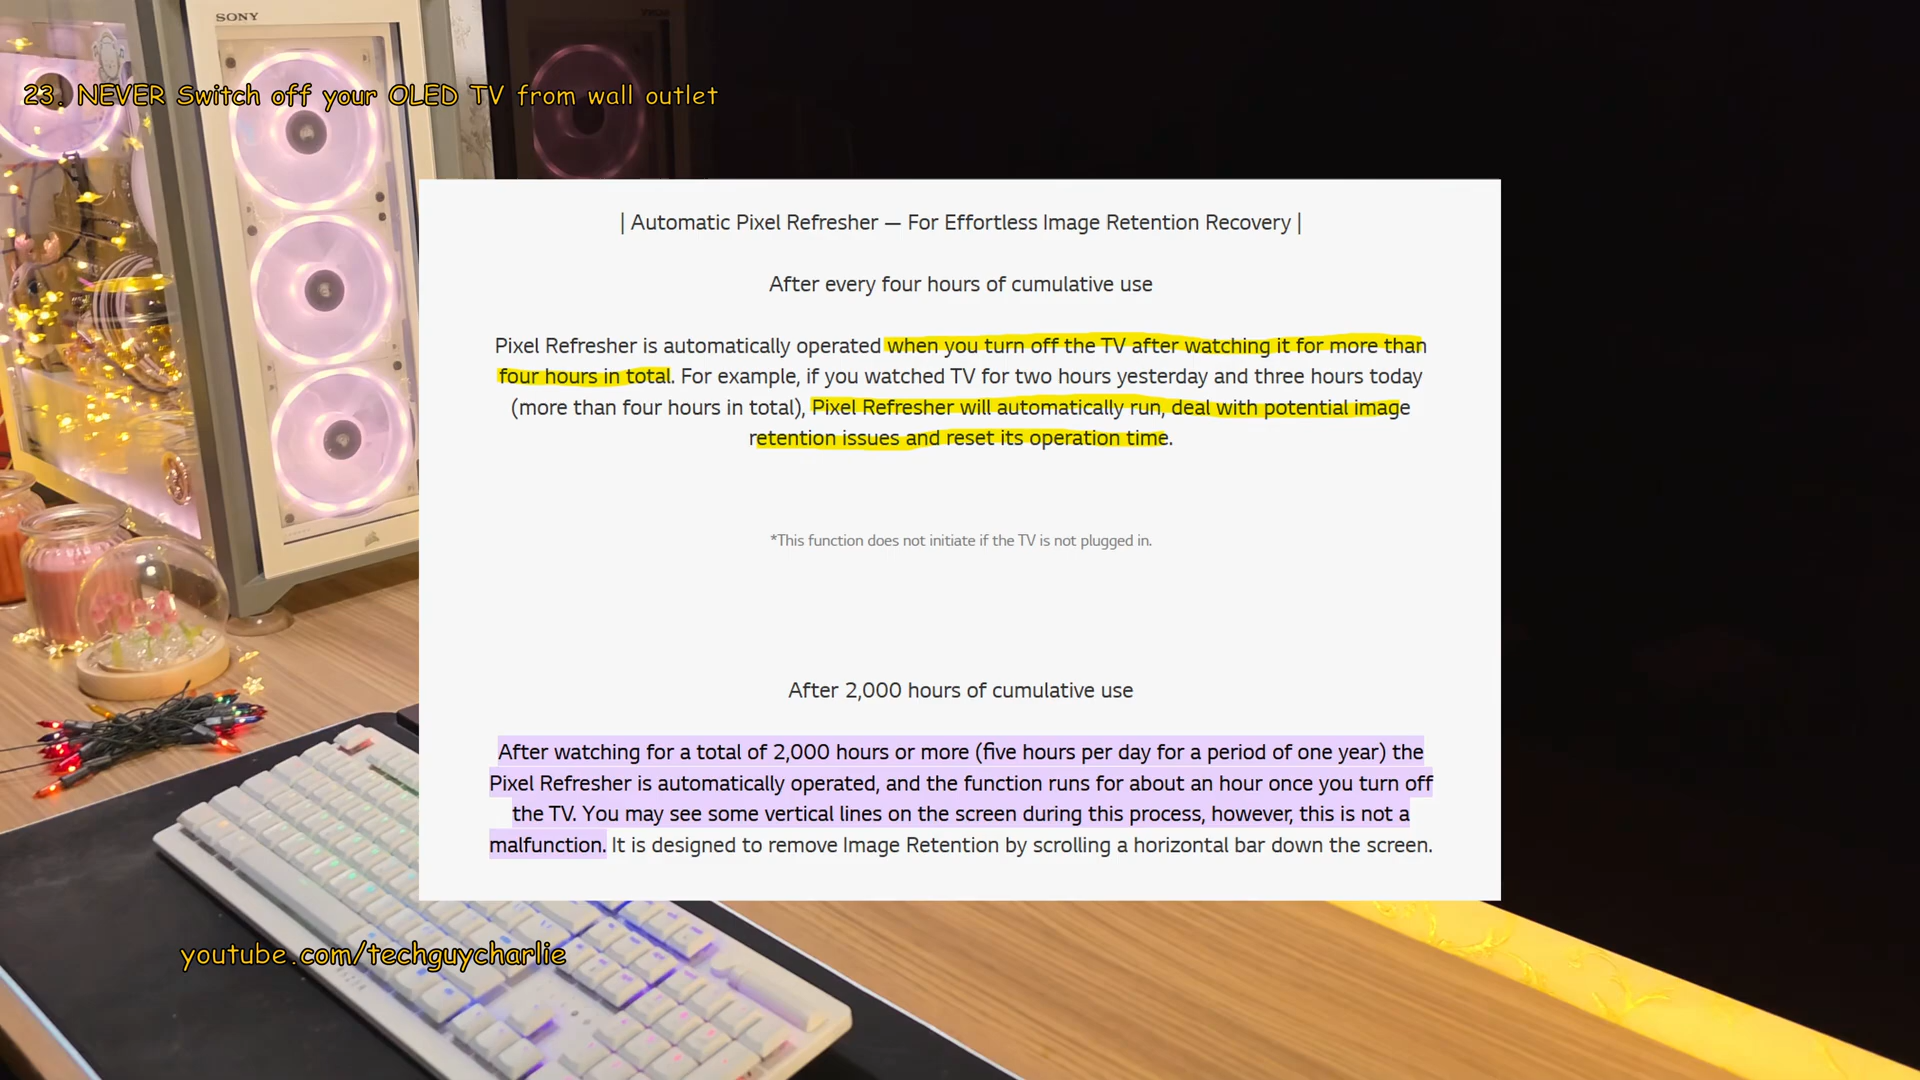 SONY
23. NEVER Switch off your OLED TV from wall outlet
| Automatic Pixel Refresher — For Effortless Image Retention Recovery |
After every four hours of cumulative use
Pixel Refresher is automatically operated when you turn off the TV after watching it for more than
four hours in total. For example, if you watched TV for two hours yesterday and three hours today
(more than four hours in total), Pixel Refresher will automatically run, deal with potential image
retention issues and reset its operation time.
*This function does not initiate if the TV is not plugged in.
After 2,000 hours of cumulative use
After watching for a total of 2,000 hours or more (five hours per day for a period of one year) the
Pixel Refresher is automatically operated, and the function runs for about an hour once you turn off
the TV. You may see some vertical lines on the screen during this process, however, this is not a
malfunction. It is designed to remove Image Retention by scrolling a horizontal bar down the screen.
youtube.com/techguycharlie